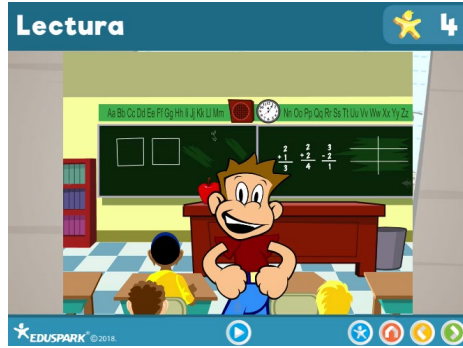 Lectura
4
Aa Bb Cc Dd Ee Ff Gg Hh Ii Jj Kk Ll Mm
Nn Oo Pp Qq Rr Ss Tt Uu Vv Ww Xx Yy Zz
2 2 3
+1 +2 -2
3 4 1
EDUSPARK® ©2018.